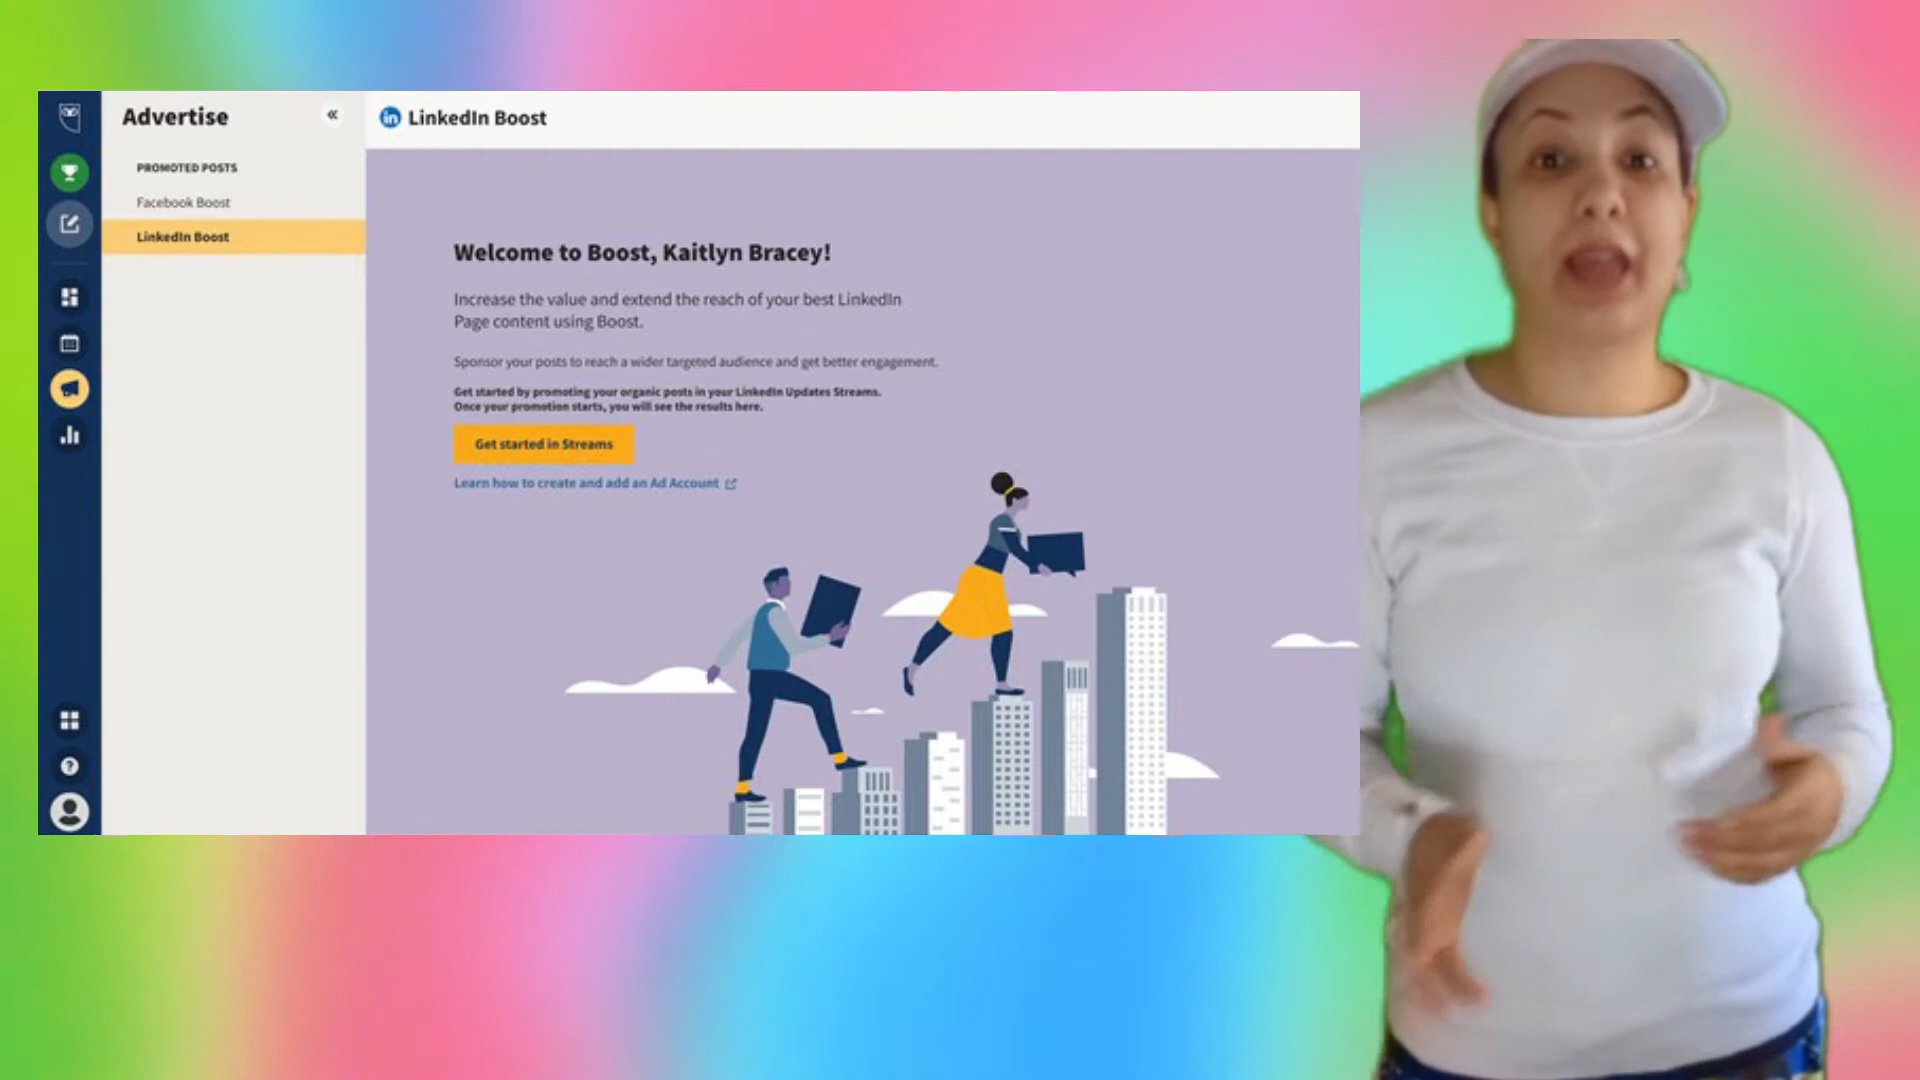 Advertise
PROMOTED POSTS
Facebook Boost
LinkedIn Boost
in LinkedIn Boost
Welcome to Boost, Kaitlyn Bracey!
Increase the value and extend the reach of your best LinkedIn
Page content using Boost.
Sponsor your posts to reach a wider targeted audience and get better engagement.
Get started by promoting your organic posts in your LinkedIn Updates Streams.
Once your promotion starts, you will see the results here.
Get started in Streams
Learn how to create and add an Ad Account